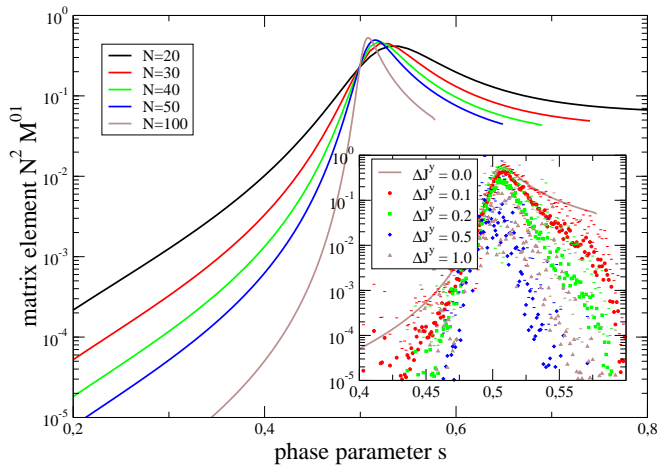 10^0
10^-1
10^-2
10^-3
10^-4
10^-5
matrix element N^2 M^01
N=20
N=30
N=40
N=50
N=100
10^0
10^-1
10^-2
10^-3
10^-4
10^-5
ΔJ^y = 0.0
ΔJ^y = 0.1
ΔJ^y = 0.2
ΔJ^y = 0.5
ΔJ^y = 1.0
0,4 0,45 0,5 0,55
0,2 0,4 0,6 0,8
phase parameter s